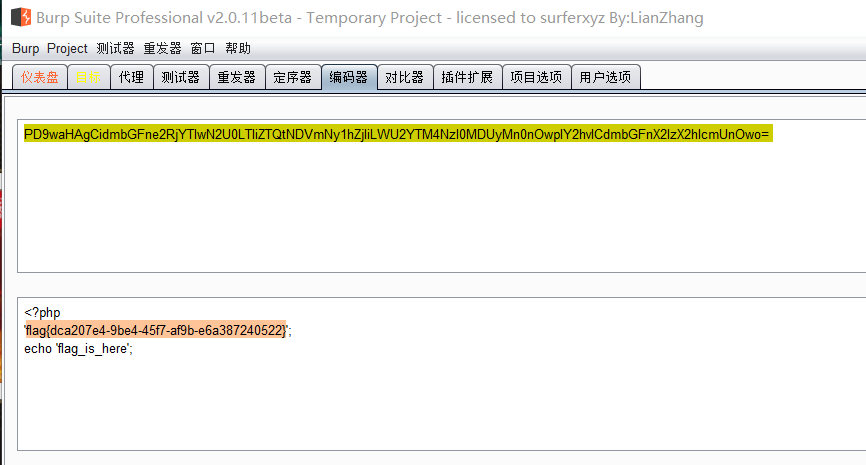 Burp Suite Professional v2.0.11beta - Temporary Project - licensed to surferxyz By:LianZhang
Burp Project 测试器 重发器 窗口 帮助
仪表盘 代理 测试器 重发器 定序器 编码器 对比器 插件扩展 项目选项 用户选项
PD9waHAgCidmbGFne2RjYTIwN2U0LTliZTQtNDVmNy1hZjliLWU2YTM4NzI0MDUyMn0nOwplY2hvICdmbGFnX2lzX2hlcmUnOwo=
<?php
'flag{dca207e4-9be4-45f7-af9b-e6a387240522}';
echo 'flag_is_here';